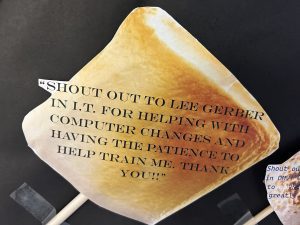 "SHOUT OUT TO LEE GERBER
IN I.T. FOR HELPING WITH
COMPUTER CHANGES AND
HAVING THE PATIENCE TO
HELP TRAIN ME. THANK
YOU!!"
Shout ou
in
to
great